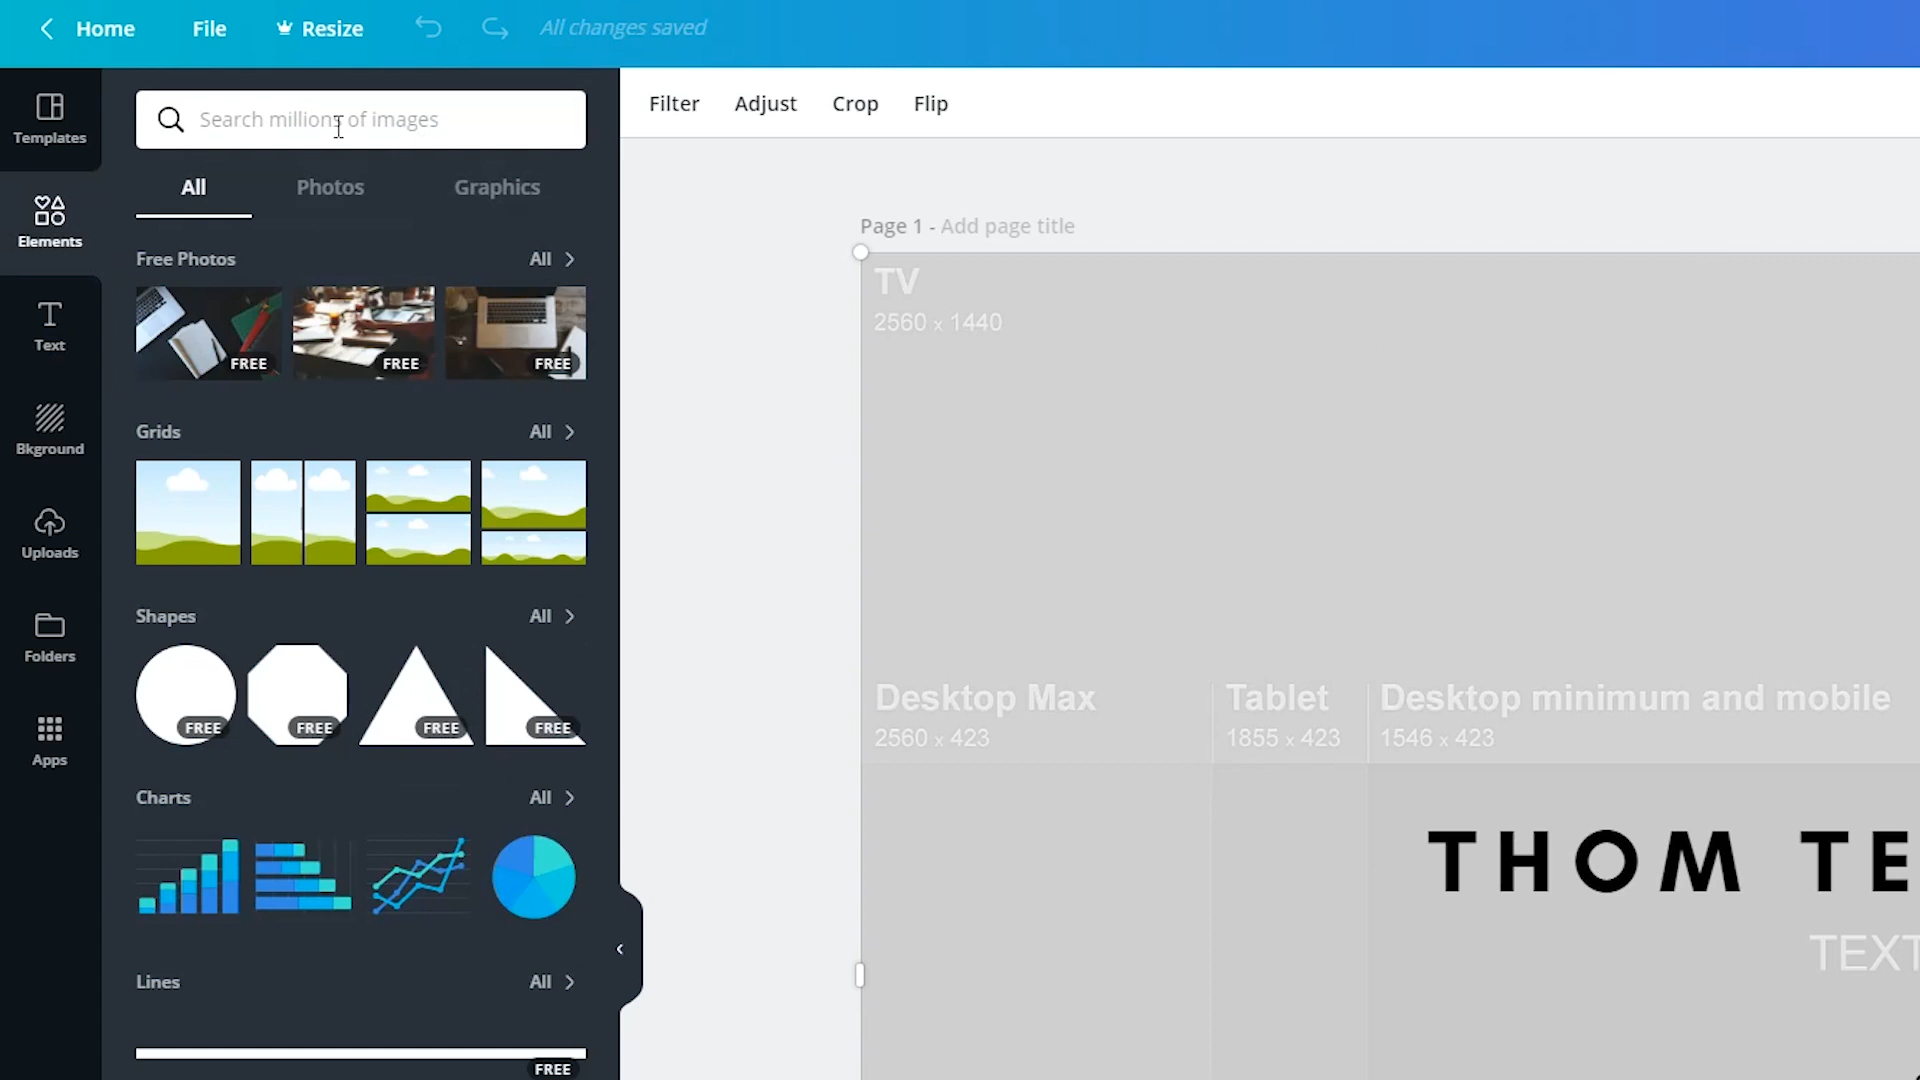 Home File Resize All changes saved
Templates
Elements
Text
Bkground
Uploads
Folders
Apps
Search millions of images
All Photos Graphics
Free Photos All
FREE FREE FREE
Grids All
Shapes All
FREE FREE FREE FREE
Charts All
Lines All
FREE
Filter Adjust Crop Flip
Page 1 - Add page title
TV
2560 x 1440
Desktop Max Tablet Desktop minimum and mobile
2560 x 423 1855 x 423 1546 x 423
THOM TE
TEXT